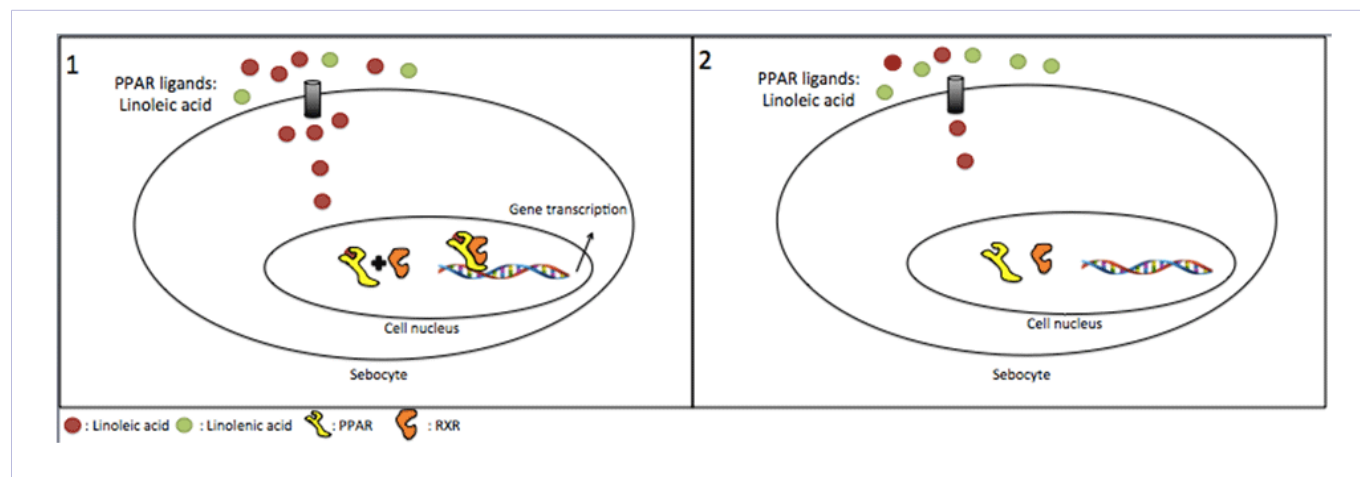 1
PPAR ligands:
Linoleic acid
Gene transcription
Cell nucleus
Sebocyte
2
PPAR ligands:
Linoleic acid
Cell nucleus
Sebocyte
: Linoleic acid : Linolenic acid : PPAR : RXR